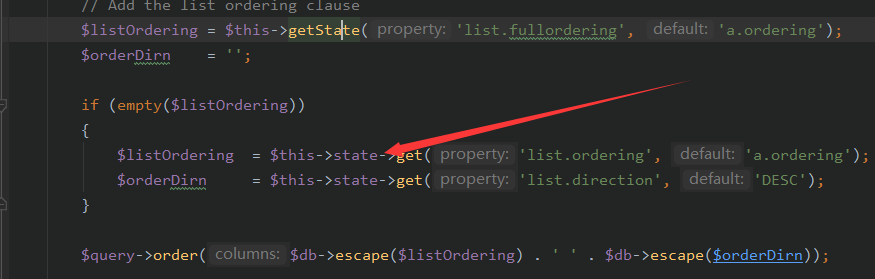 // Add the list ordering clause
$listOrdering = $this->getState( property: 'list.fullordering', default: 'a.ordering');
$orderDirn = '';
if (empty($listOrdering))
{
$listOrdering = $this->state->get( property: 'list.ordering', default: 'a.ordering');
$orderDirn = $this->state->get( property: 'list.direction', default: 'DESC');
}
$query->order( columns: $db->escape($listOrdering) . ' ' . $db->escape($orderDirn));